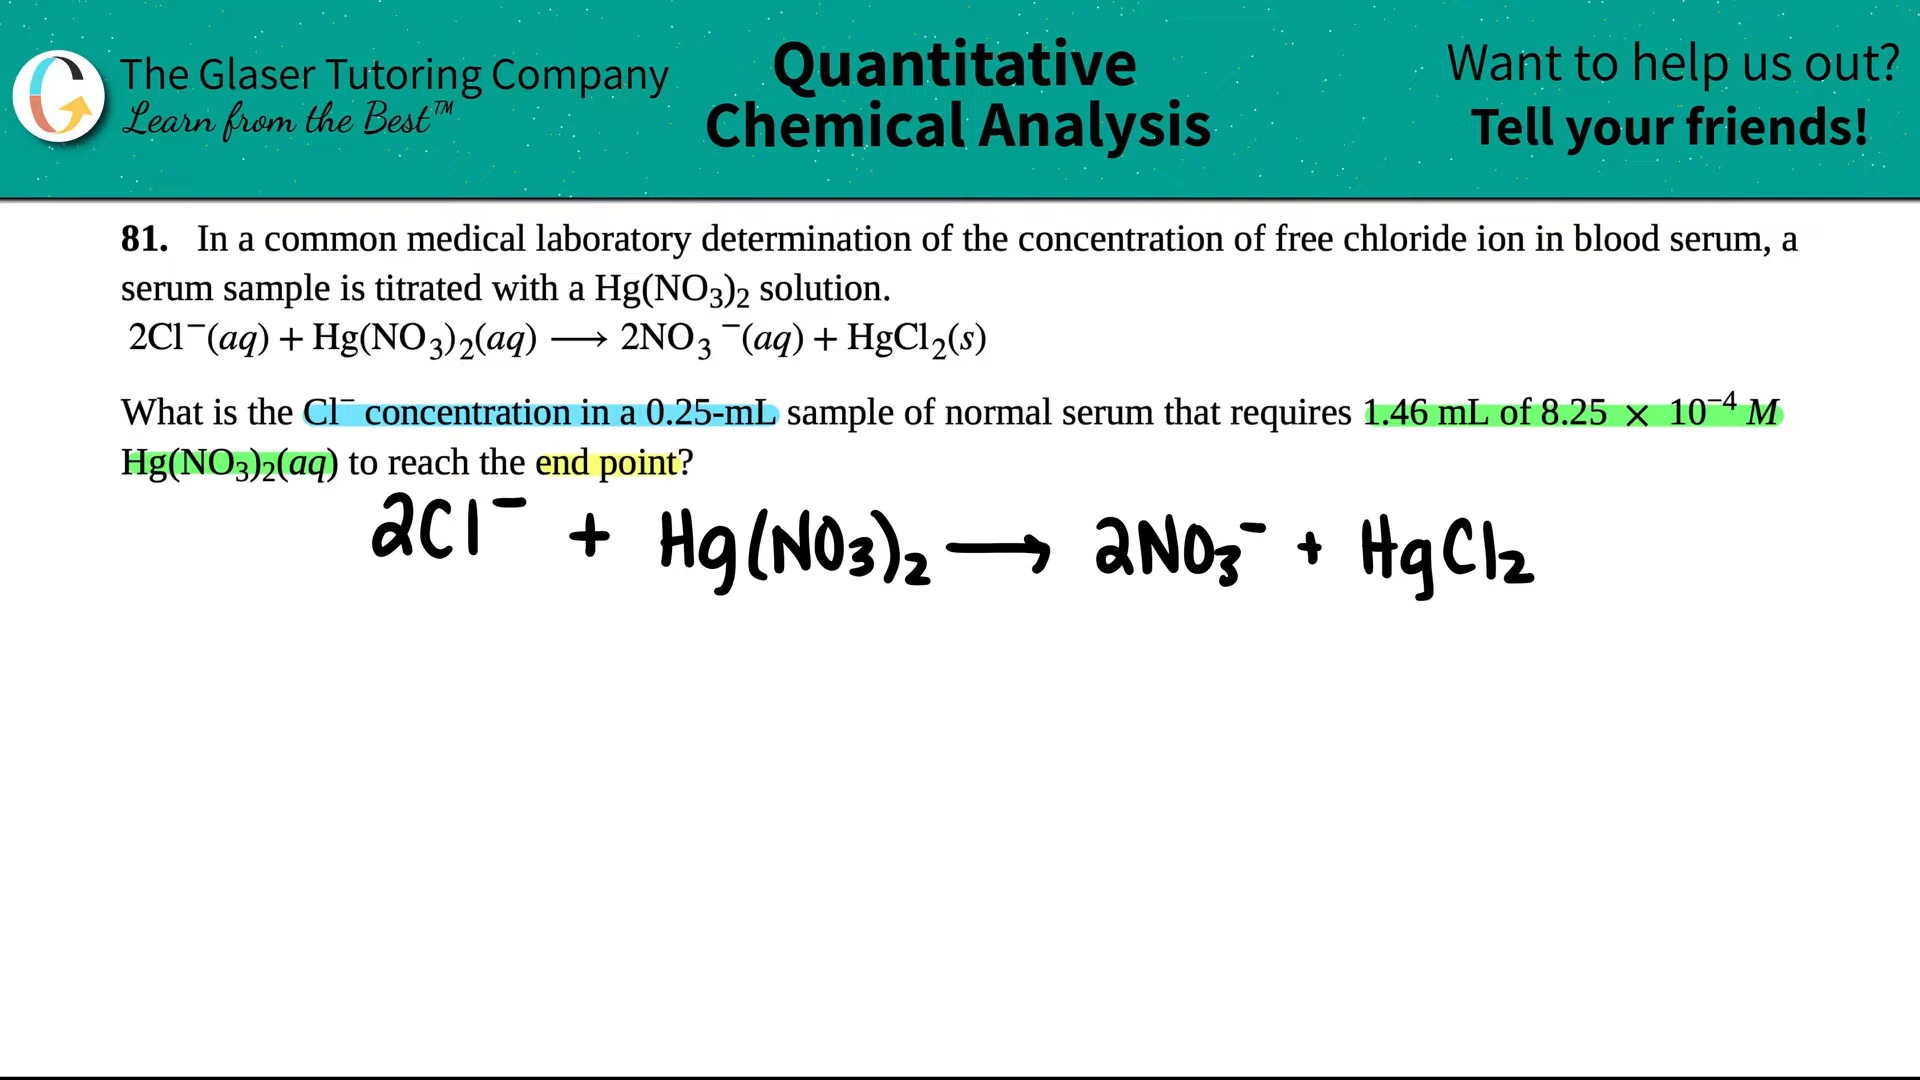 The Glaser Tutoring Company
Learn from the Best™
Quantitative
Chemical Analysis
Want to help us out?
Tell your friends!
81. In a common medical laboratory determination of the concentration of free chloride ion in blood serum, a
serum sample is titrated with a Hg(NO₃)₂ solution.
2Cl⁻(aq) + Hg(NO₃)₂(aq) ⟶ 2NO₃⁻(aq) + HgCl₂(s)
What is the Cl⁻ concentration in a 0.25-mL sample of normal serum that requires 1.46 mL of 8.25 × 10⁻⁴ M
Hg(NO₃)₂(aq) to reach the end point?
2Cl⁻ + Hg(NO₃)₂ ⟶ 2NO₃⁻ + HgCl₂